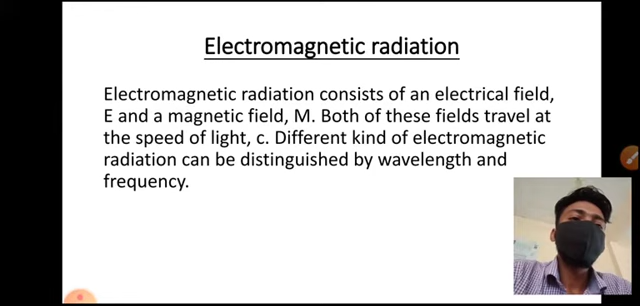 Electromagnetic radiation
Electromagnetic radiation consists of an electrical field,
E and a magnetic field, M. Both of these fields travel at
the speed of light, c. Different kind of electromagnetic
radiation can be distinguished by wavelength and
frequency.